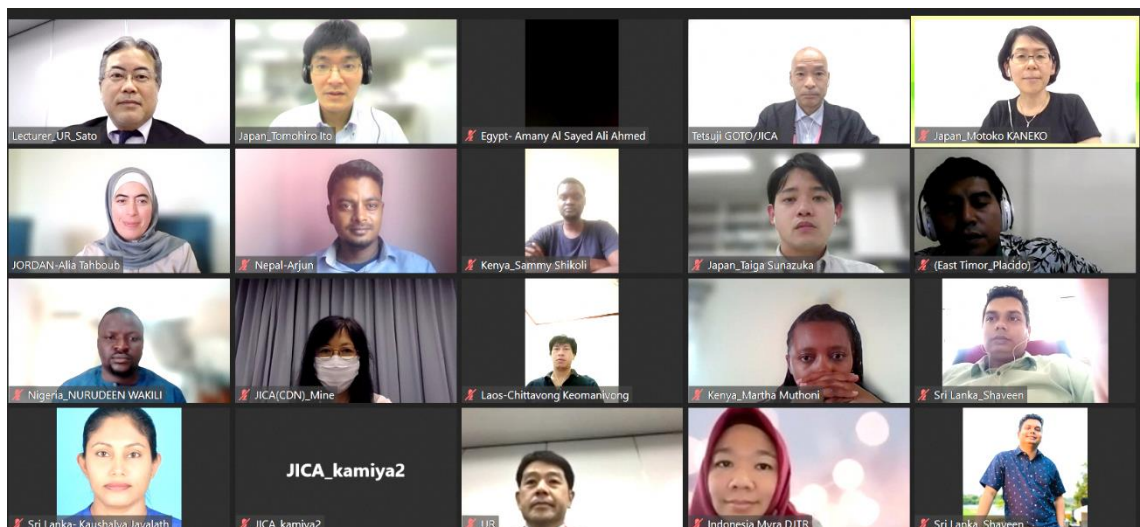 Lecturer_UR_Sato
Japan_Tomohiro Ito
Egypt- Amany Al Sayed Ali Ahmed
Tetsuji GOTO/JICA
Japan_Motoko KANEKO
JORDAN-Alia Tahboub
Nepal-Arjun
Kenya_Sammy Shikoli
Japan_Taiga Sunazuka
(East Timor_Placido)
Nigeria_NURUDEEN WAKILI
JICA(CDN)_Mine
Laos-Chittavong Keomanivong
Kenya_Martha Muthoni
Sri Lanka_Shaveen
JICA_kamiya2
Sri Lanka- Kaushalya Jayalath
JICA_kamiya2
UR
Indonesia Myra DJTR
Sri Lanka_Shaveen